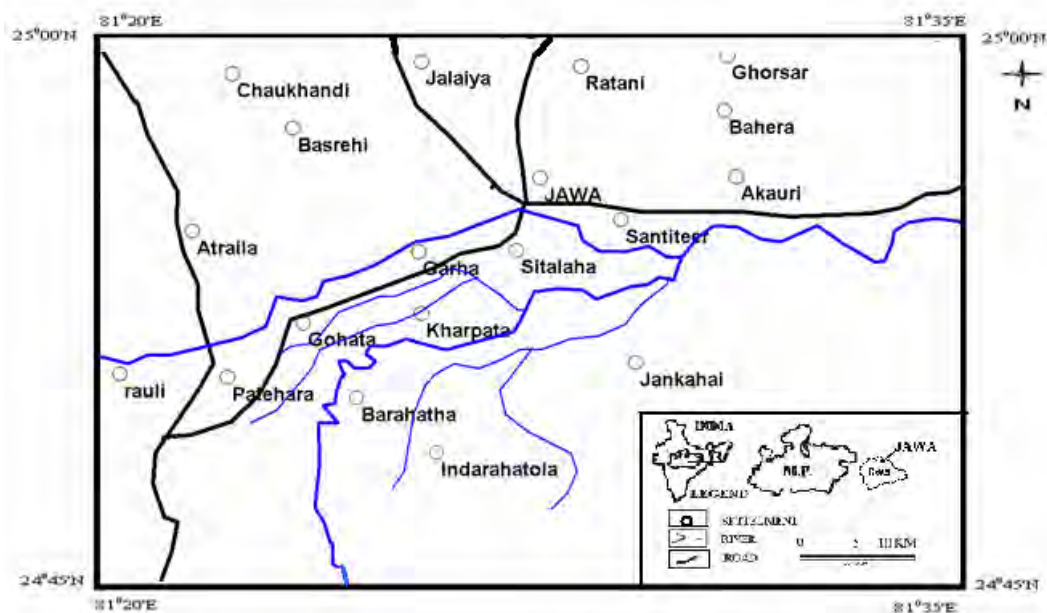 81°20'E
81°35'E
25°00'N
25°00'N
N
Jalaiya
Ratani
Ghorsar
Chaukhandi
Bahera
Basrehi
JAWA
Akauri
Santiteer
Atraila
Garha
Sitalaha
Gohata
Kharpata
rauli
Patehara
Jankahai
Barahatha
Indarahatola
INDIA
JAWA
M.P.
LEGEND
SETTELMENT
RIVER
ROAD
0 5 10 KM
24°45'N
24°45'N
81°20'E
81°35'E